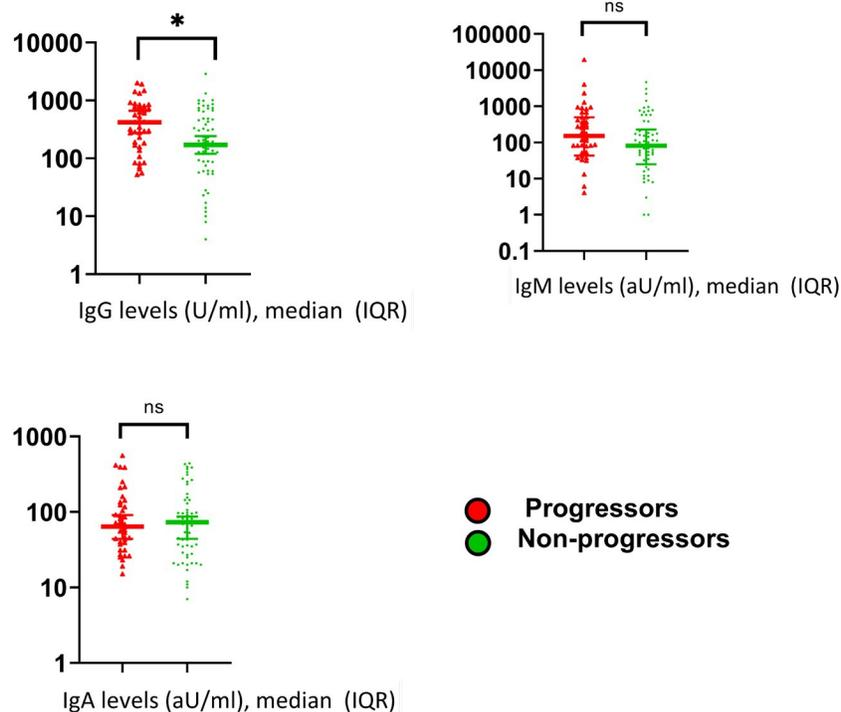 *
10000
1000
100
10
1
IgG levels (U/ml), median  (IQR)
ns
100000
10000
1000
100
10
1
0.1
IgM levels (aU/ml), median  (IQR)
ns
1000
100
10
1
IgA levels (aU/ml), median  (IQR)
Progressors
Non-progressors